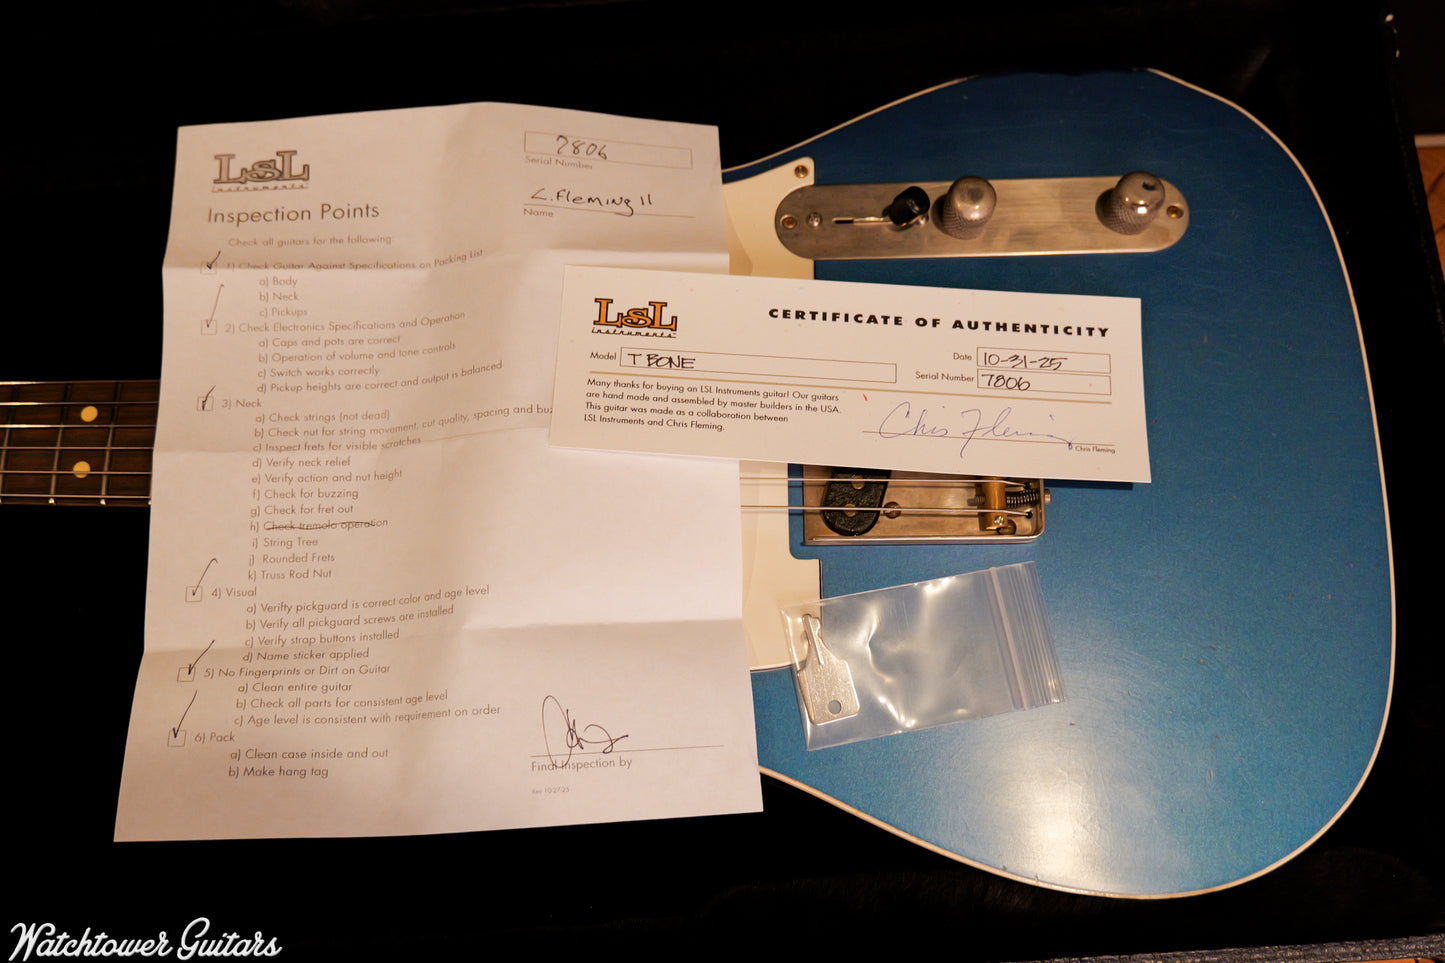 LsL
instruments
Inspection Points
7806
Serial Number
C. Fleming II
Name
Check all guitars for the following:
1) Check Guitar Against Specifications on Packing List
a) Body
b) Neck
c) Pickups
2) Check Electronics Specifications and Operation
a) Caps and pots are correct
b) Operation of volume and tone controls
c) Switch works correctly
d) Pickup heights are correct and output is balanced
3) Neck
a) Check strings (not dead)
b) Check nut for string movement, cut quality, spacing and buz
c) Inspect frets for visible scratches
d) Verify neck relief
e) Verify action and nut height
f) Check for buzzing
g) Check for fret out
h) Check tremolo operation
i) String Tree
j) Rounded Frets
k) Truss Rod Nut
4) Visual
a) Verifiy pickguard is correct color and age level
b) Verify all pickguard screws are installed
c) Verify strap buttons installed
d) Name sticker applied
5) No Fingerprints or Dirt on Guitar
a) Clean entire guitar
b) Check all parts for consistent age level
c) Age level is consistent with requirement on order
6) Pack
a) Clean case inside and out
b) Make hang tag
Final Inspection by
Rev 10-27-25
LsL
instruments
CERTIFICATE OF AUTHENTICITY
Model T BONE
Date 10-31-25
Serial Number 7806
Many thanks for buying an LSL Instruments guitar! Our guitars
are hand made and assembled by master builders in the USA.
This guitar was made as a collaboration between
LSL Instruments and Chris Fleming.
Chris Fleming
Chris Fleming
Watchtower Guitars